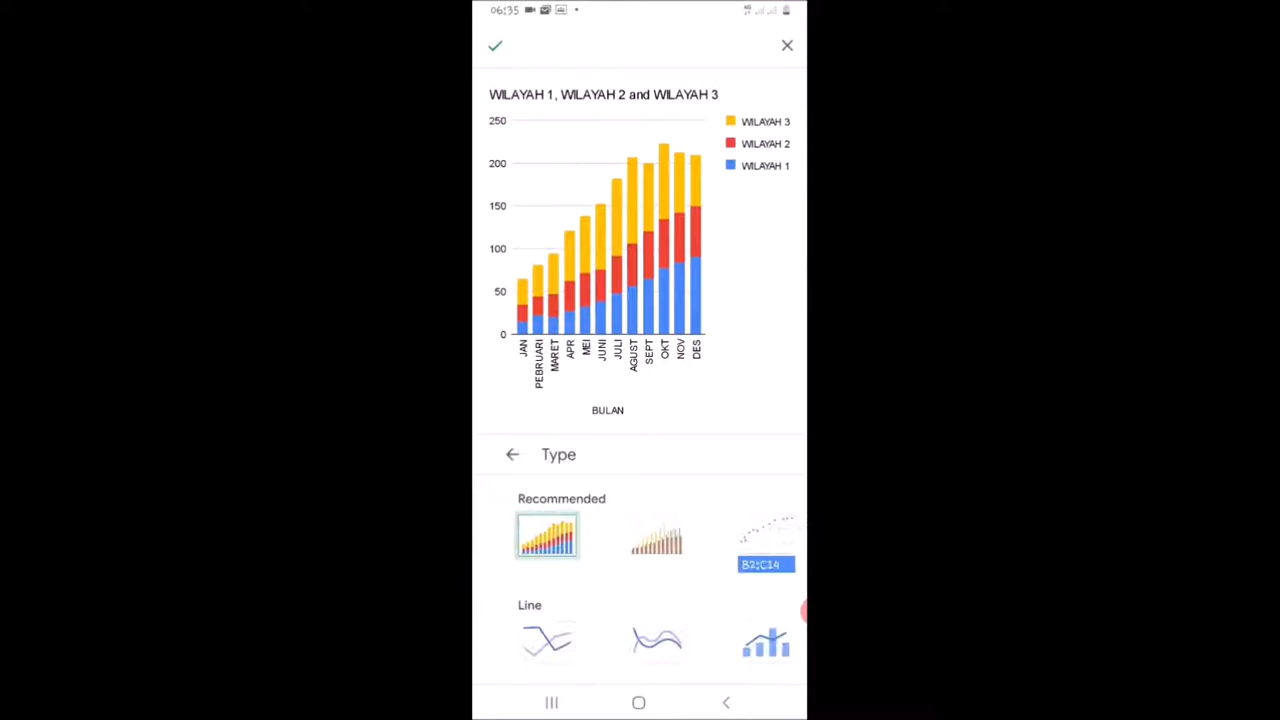 06:35
WILAYAH 1, WILAYAH 2 and WILAYAH 3
250
200
150
100
50
0
WILAYAH 3
WILAYAH 2
WILAYAH 1
JAN
PEBRUARI
MARET
APR
MEI
JUNI
JULI
AGUST
SEPT
OKT
NOV
DES
BULAN
Type
Recommended
B2:C14
Line